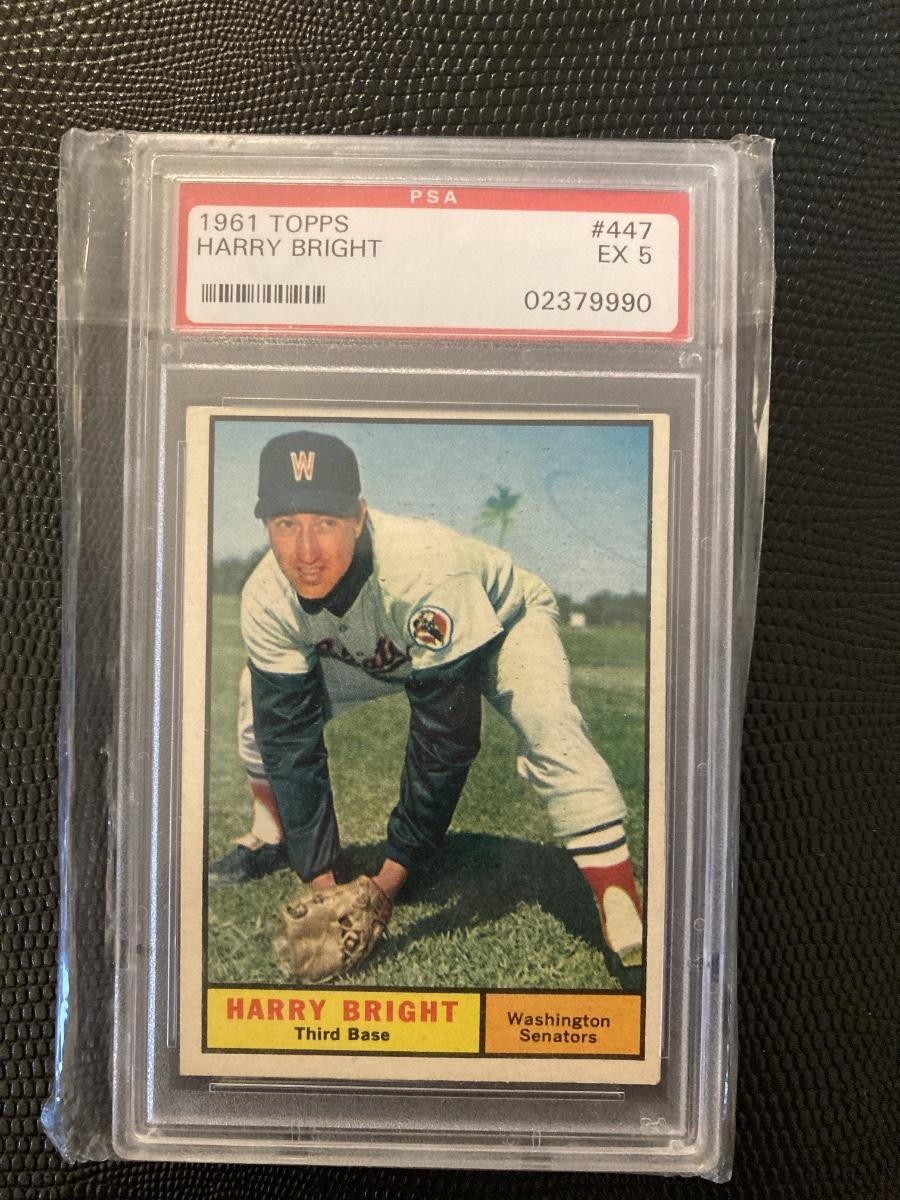 PSA
1961 TOPPS #447
HARRY BRIGHT EX 5
02379990
W
HARRY BRIGHT
Third Base
Washington
Senators